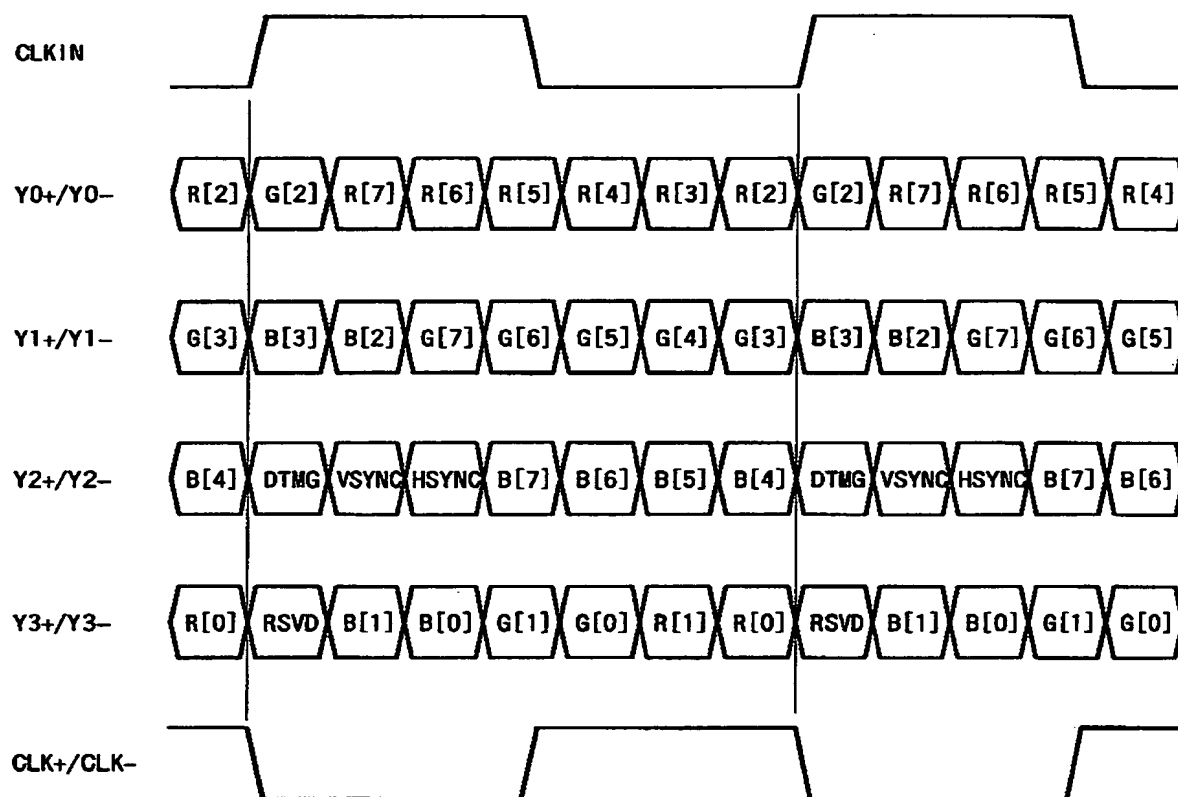 CLKIN
Y0+/Y0- R[2] G[2] R[7] R[6] R[5] R[4] R[3] R[2] G[2] R[7] R[6] R[5] R[4]
Y1+/Y1- G[3] B[3] B[2] G[7] G[6] G[5] G[4] G[3] B[3] B[2] G[7] G[6] G[5]
Y2+/Y2- B[4] DTMG VSYNC HSYNC B[7] B[6] B[5] B[4] DTMG VSYNC HSYNC B[7] B[6]
Y3+/Y3- R[0] RSVD B[1] B[0] G[1] G[0] R[1] R[0] RSVD B[1] B[0] G[1] G[0]
CLK+/CLK-